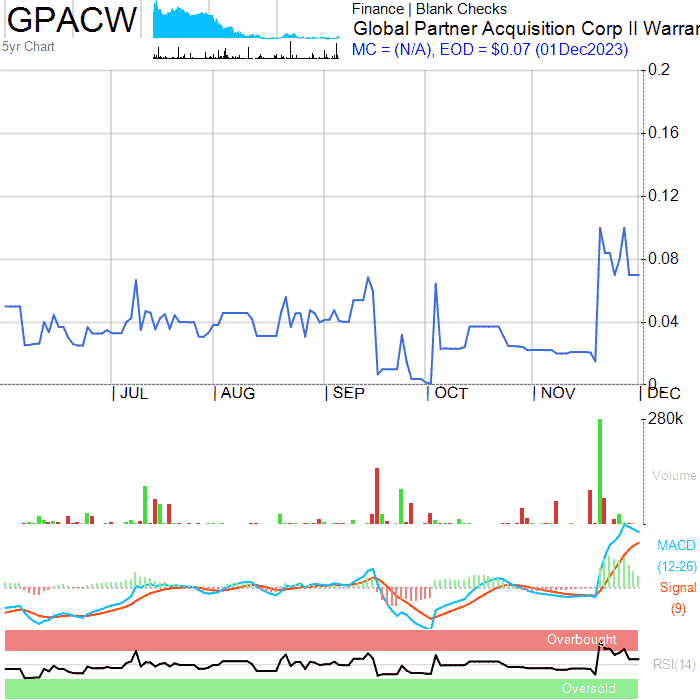 GPACW
5yr Chart
Finance | Blank Checks
Global Partner Acquisition Corp II Warran
MC = (N/A), EOD = $0.07 (01Dec2023)
0.2
0.16
0.12
0.08
0.04
0
JUL AUG SEP OCT NOV DEC
280k
Volume
MACD
(12-26)
Signal
(9)
Overbought
RSI(14)
Oversold